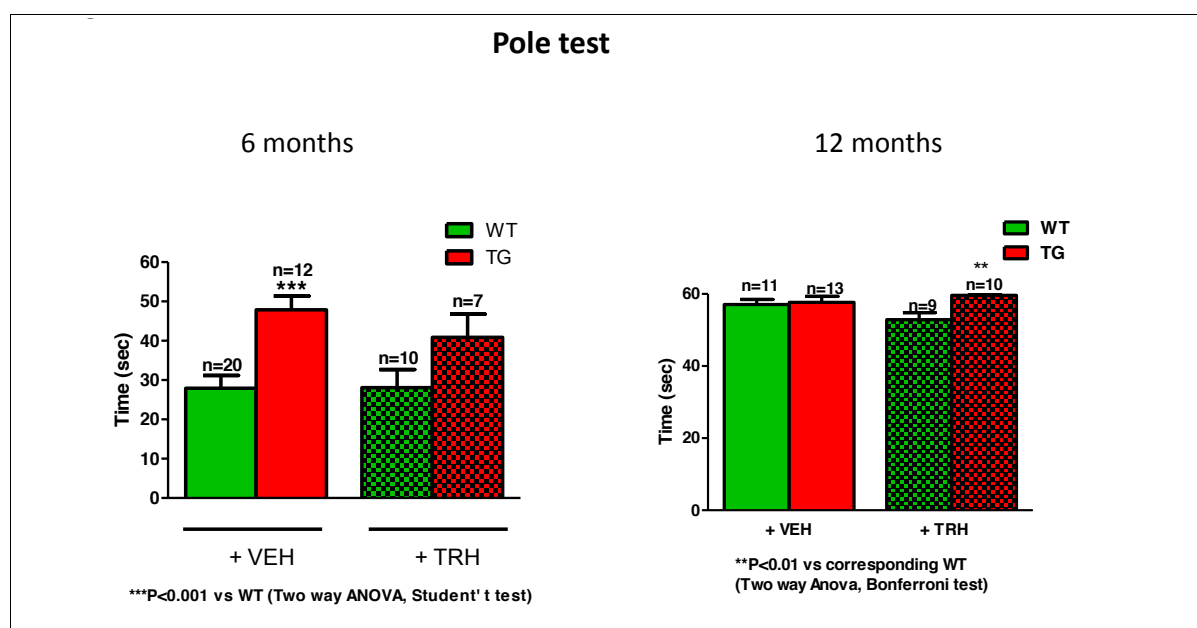 Pole test
6 months
WT
TG
60
50
40
30
20
10
0
Time (sec)
n=20
n=12
***
n=10
n=7
+ VEH
+ TRH
***P<0.001 vs WT (Two way ANOVA, Student' t test)
12 months
WT
TG
60
40
20
0
Time (sec)
n=11
n=13
n=9
**
n=10
+ VEH
+ TRH
**P<0.01 vs corresponding WT
(Two way Anova, Bonferroni test)